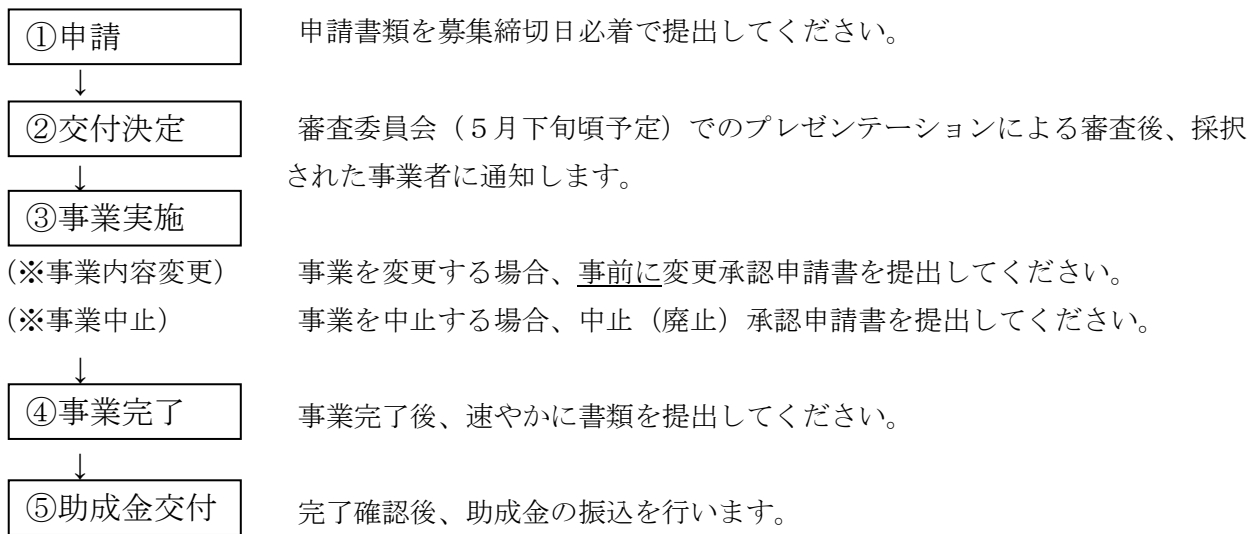 ①申請 申請書類を募集締切日必着で提出してください。
↓
②交付決定 審査委員会（５月下旬頃予定）でのプレゼンテーションによる審査後、採択
↓ された事業者に通知します。
③事業実施
(※事業内容変更) 事業を変更する場合、事前に変更承認申請書を提出してください。
(※事業中止) 事業を中止する場合、中止（廃止）承認申請書を提出してください。
↓
④事業完了 事業完了後、速やかに書類を提出してください。
↓
⑤助成金交付 完了確認後、助成金の振込を行います。